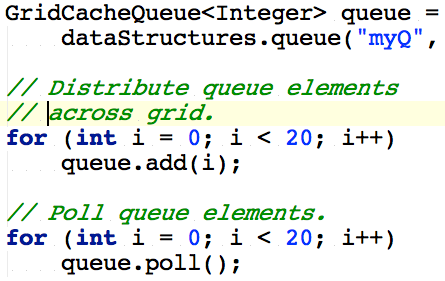 GridCacheQueue<Integer> queue =
    dataStructures.queue("myQ",
// Distribute queue elements
// across grid.
for (int i = 0; i < 20; i++)
    queue.add(i);
// Poll queue elements.
for (int i = 0; i < 20; i++)
    queue.poll();